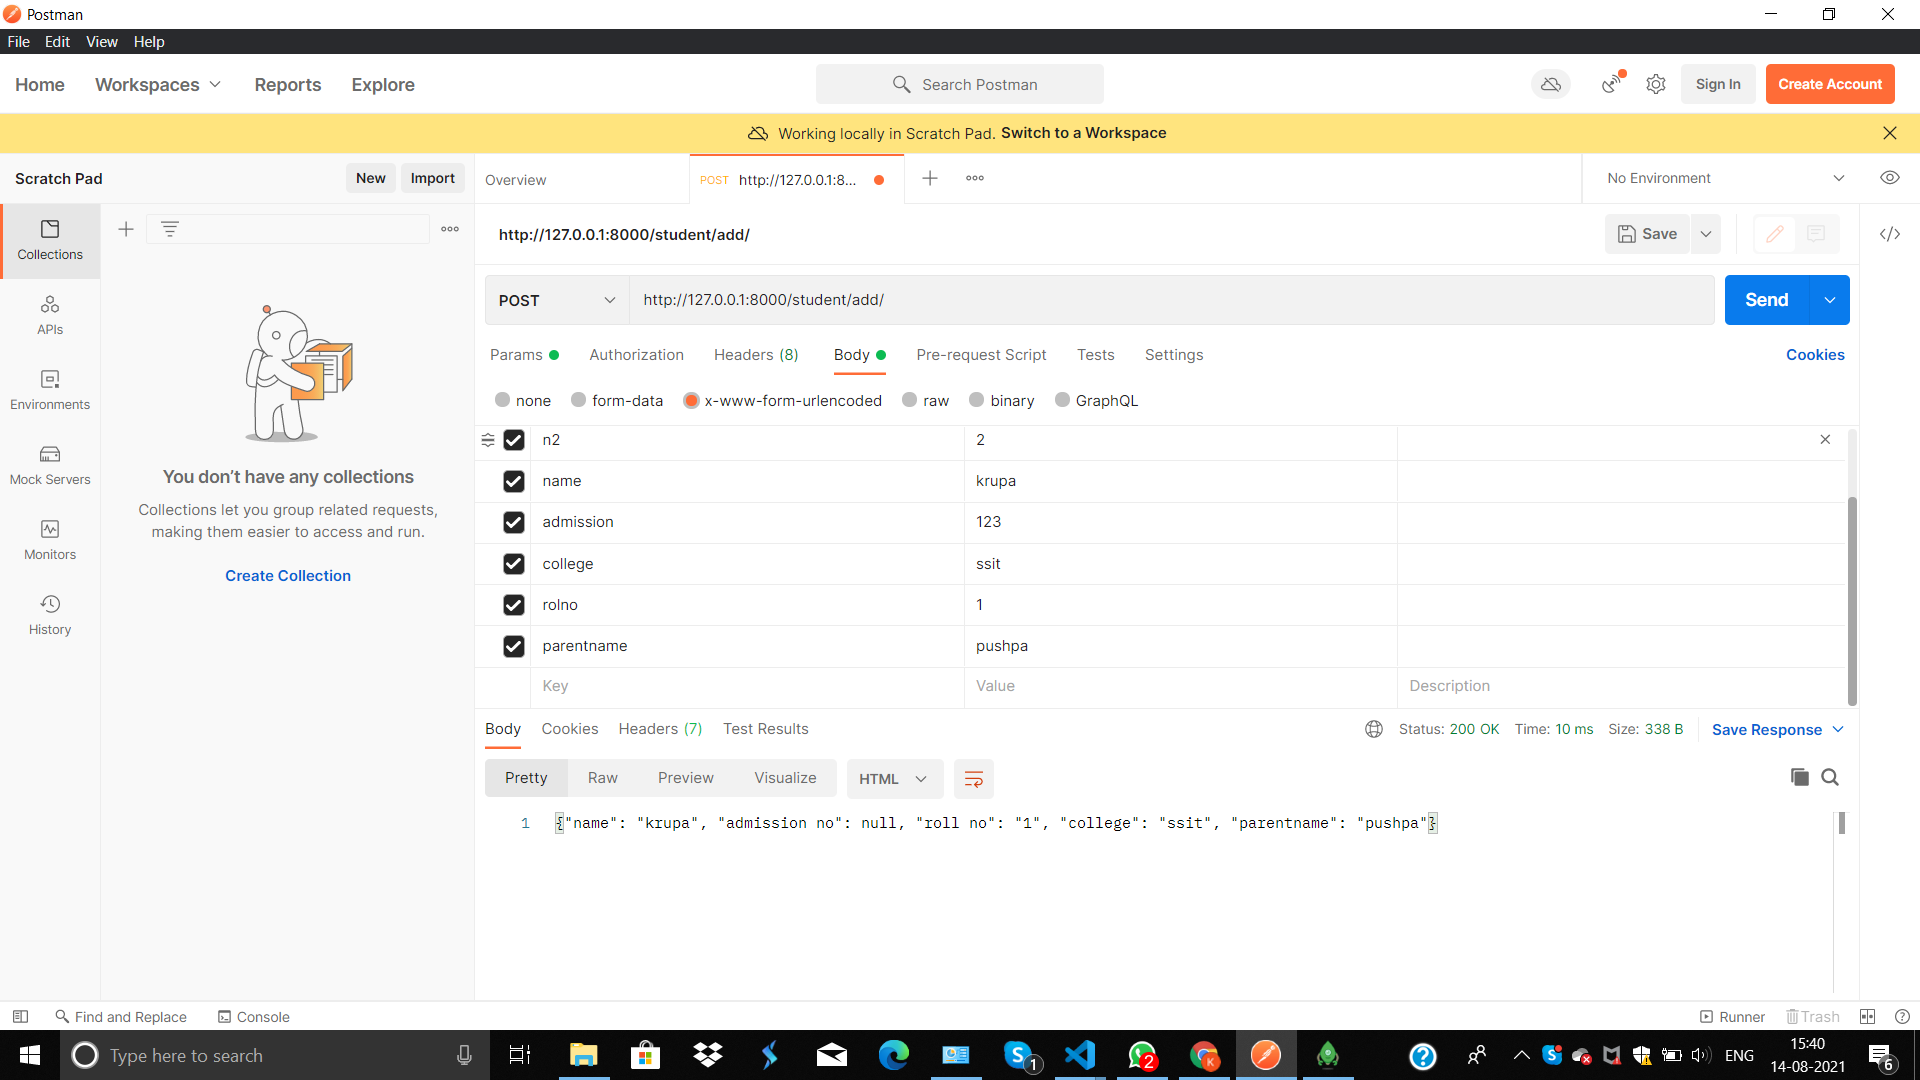 Postman
File Edit View Help
Home Workspaces Reports Explore Search Postman Sign In Create Account
Working locally in Scratch Pad. Switch to a Workspace
Scratch Pad New Import Overview POST http://127.0.0.1:8... No Environment
Collections
APIs
Environments
Mock Servers
Monitors
History
You don't have any collections
Collections let you group related requests,
making them easier to access and run.
Create Collection
http://127.0.0.1:8000/student/add/ Save
POST http://127.0.0.1:8000/student/add/ Send
Params Authorization Headers (8) Body Pre-request Script Tests Settings Cookies
none form-data x-www-form-urlencoded raw binary GraphQL
n2 2
name krupa
admission 123
college ssit
rolno 1
parentname pushpa
Key Value Description
Body Cookies Headers (7) Test Results Status: 200 OK Time: 10 ms Size: 338 B Save Response
Pretty Raw Preview Visualize HTML
1 {"name": "krupa", "admission no": null, "roll no": "1", "college": "ssit", "parentname": "pushpa"}
Find and Replace Console Runner Trash
Type here to search 1 2 K ENG 15:40
14-08-2021 6